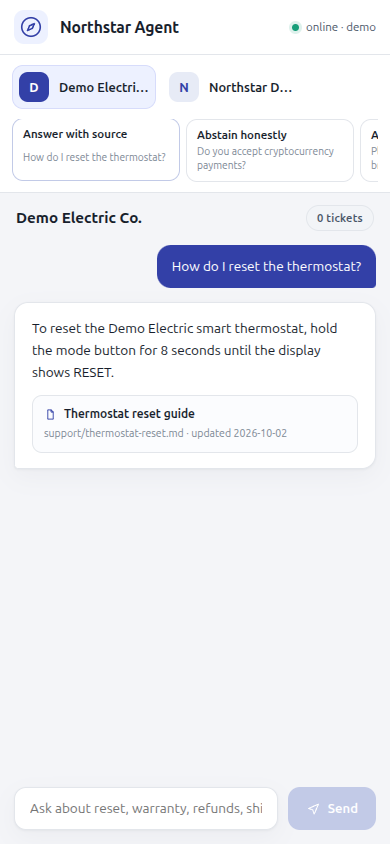 Northstar Agent
online · demo
D
Demo Electri...
N
Northstar D...
Answer with source
How do I reset the thermostat?
Abstain honestly
Do you accept cryptocurrency
payments?
Demo Electric Co.
0 tickets
How do I reset the thermostat?
To reset the Demo Electric smart thermostat, hold
the mode button for 8 seconds until the display
shows RESET.
Thermostat reset guide
support/thermostat-reset.md · updated 2026-10-02
Ask about reset, warranty, refunds, shi
Send